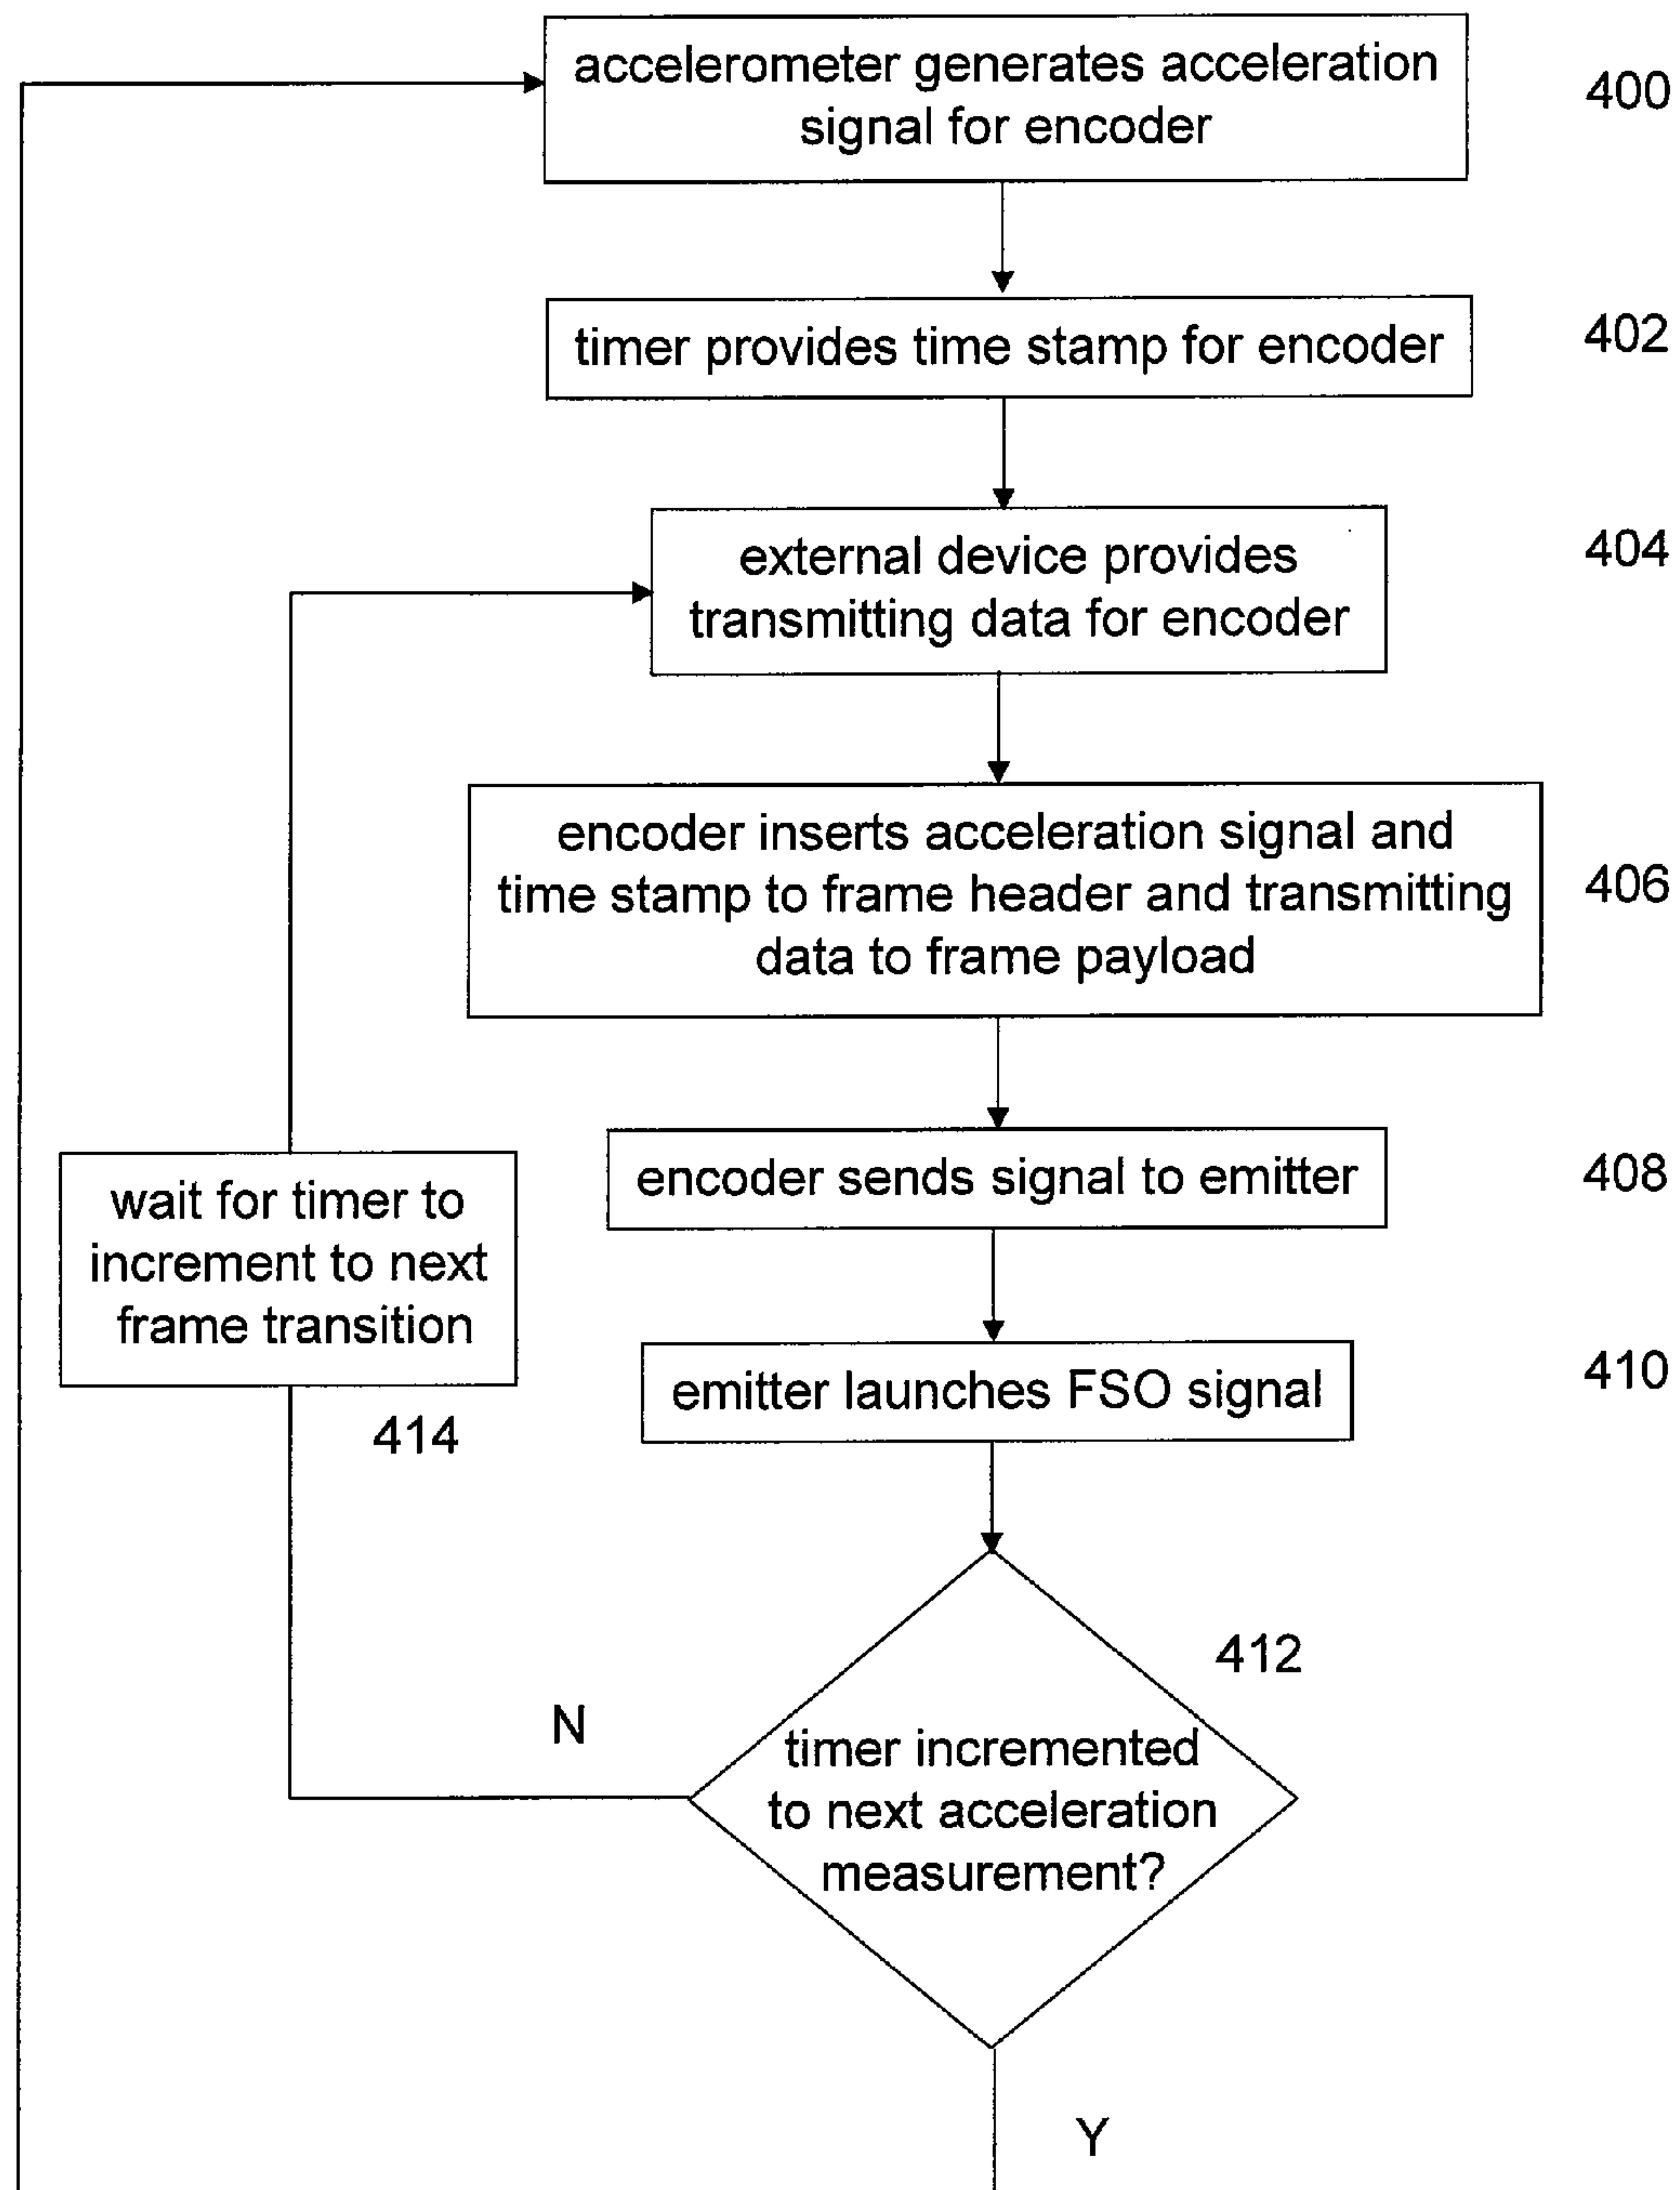 accelerometer generates acceleration
signal for encoder
400
timer provides time stamp for encoder
402
external device provides
transmitting data for encoder
404
encoder inserts acceleration signal and
time stamp to frame header and transmitting
data to frame payload
406
encoder sends signal to emitter
408
wait for timer to
increment to next
frame transition
414
emitter launches FSO signal
410
412
timer incremented
to next acceleration
measurement?
N
Y